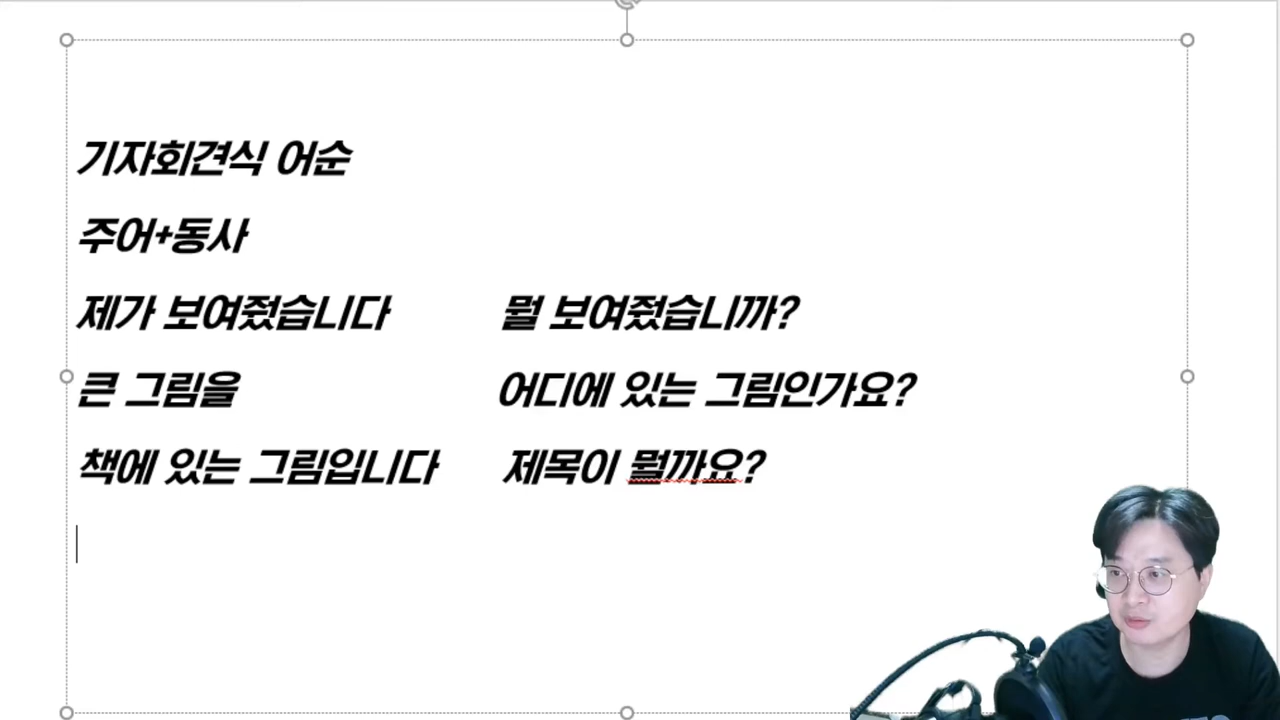 기자회견식 어순
주어+동사
제가 보여줬습니다 뭘 보여줬습니까?
큰 그림을 어디에 있는 그림인가요?
책에 있는 그림입니다 제목이 뭘까요?